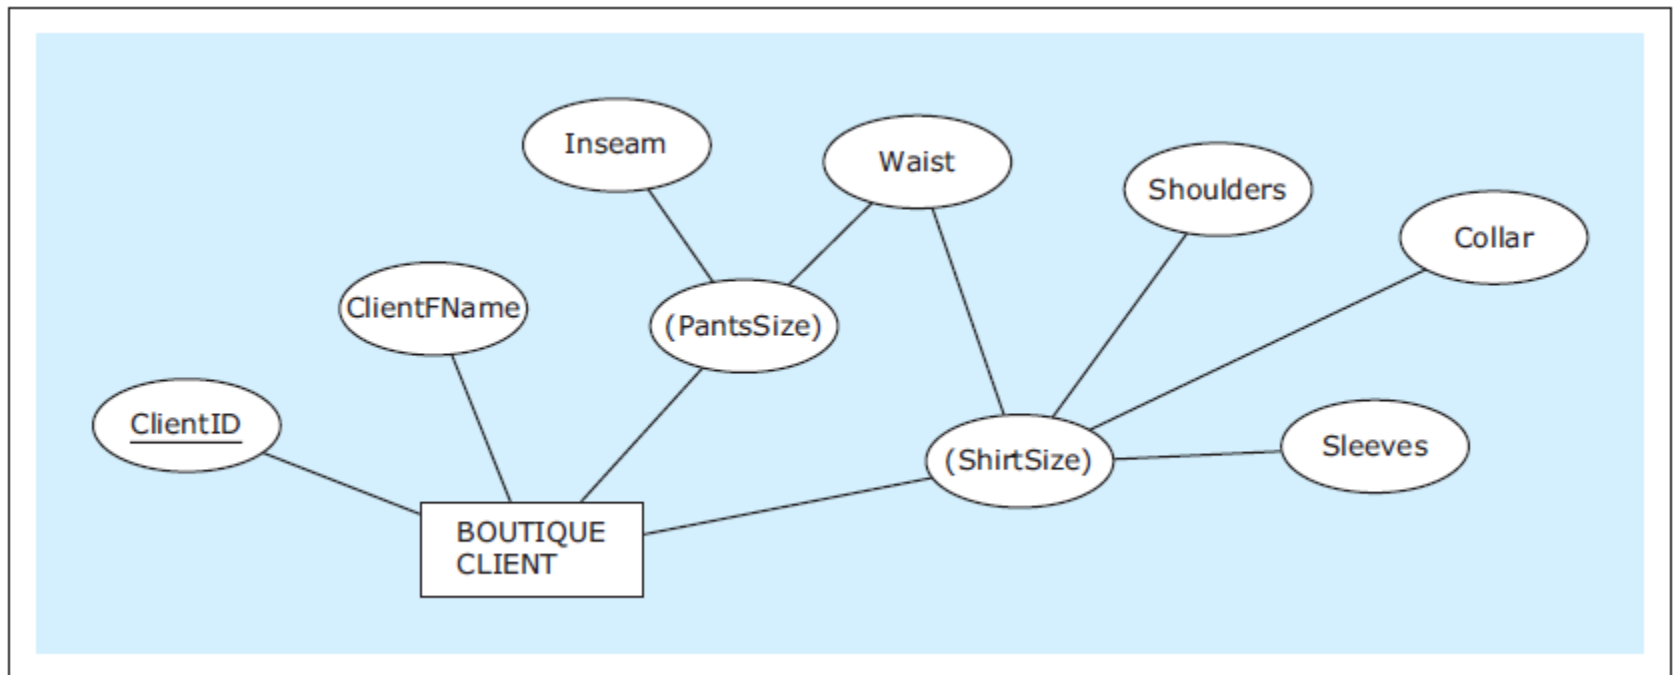 Inseam
Waist
Shoulders
Collar
ClientFName
(PantsSize)
ClientID
(ShirtSize)
Sleeves
BOUTIQUE
CLIENT